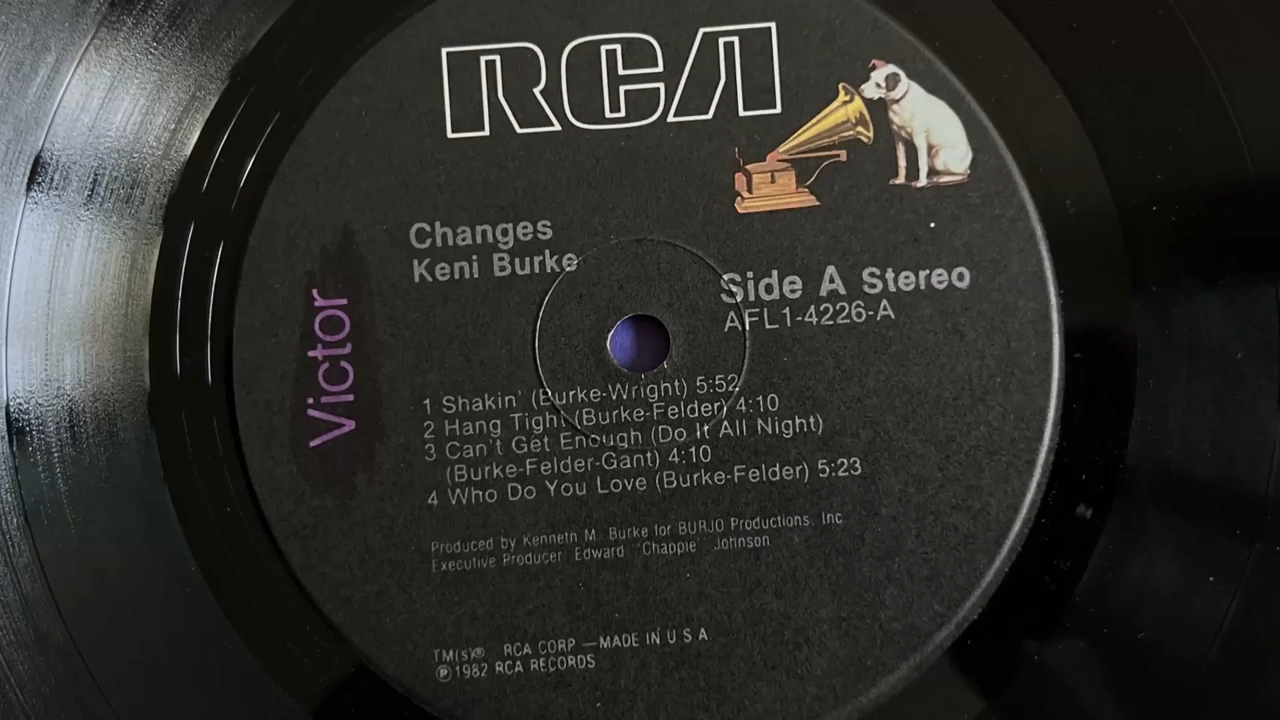 RCA
Changes
Keni Burke
Side A Stereo
AFL1-4226-A
Victor
1 Shakin' (Burke-Wright) 5:52
2 Hang Tight (Burke-Felder) 4:10
3 Can't Get Enough (Do It All Night)
(Burke-Felder-Gant) 4:10
4 Who Do You Love (Burke-Felder) 5:23
Produced by Kenneth M. Burke for BURJO Productions, Inc
Executive Producer: Edward "Chappie" Johnson
TM(s)® RCA CORP —MADE IN U S A
℗1982 RCA RECORDS